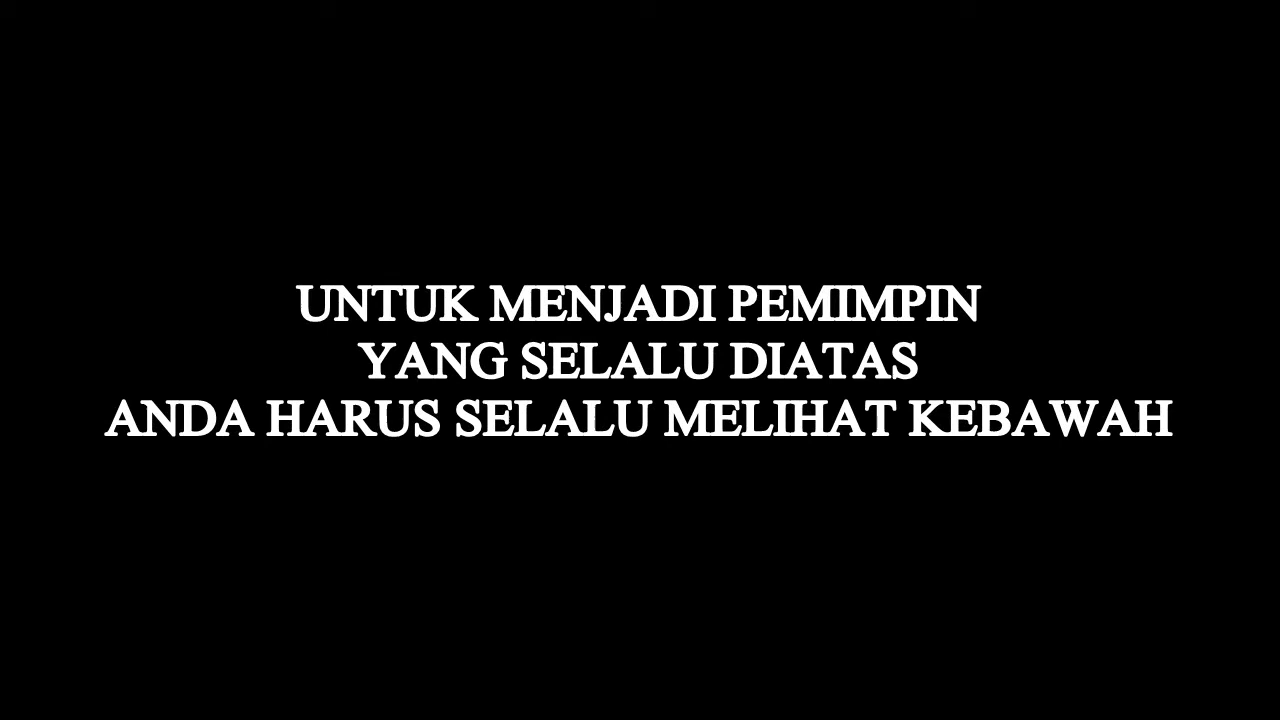 UNTUK MENJADI PEMIMPIN
YANG SELALU DIATAS
ANDA HARUS SELALU MELIHAT KEBAWAH